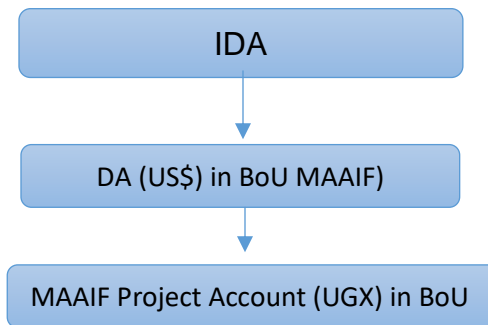 IDA
DA (US$) in BoU MAAIF)
MAAIF Project Account (UGX) in BoU